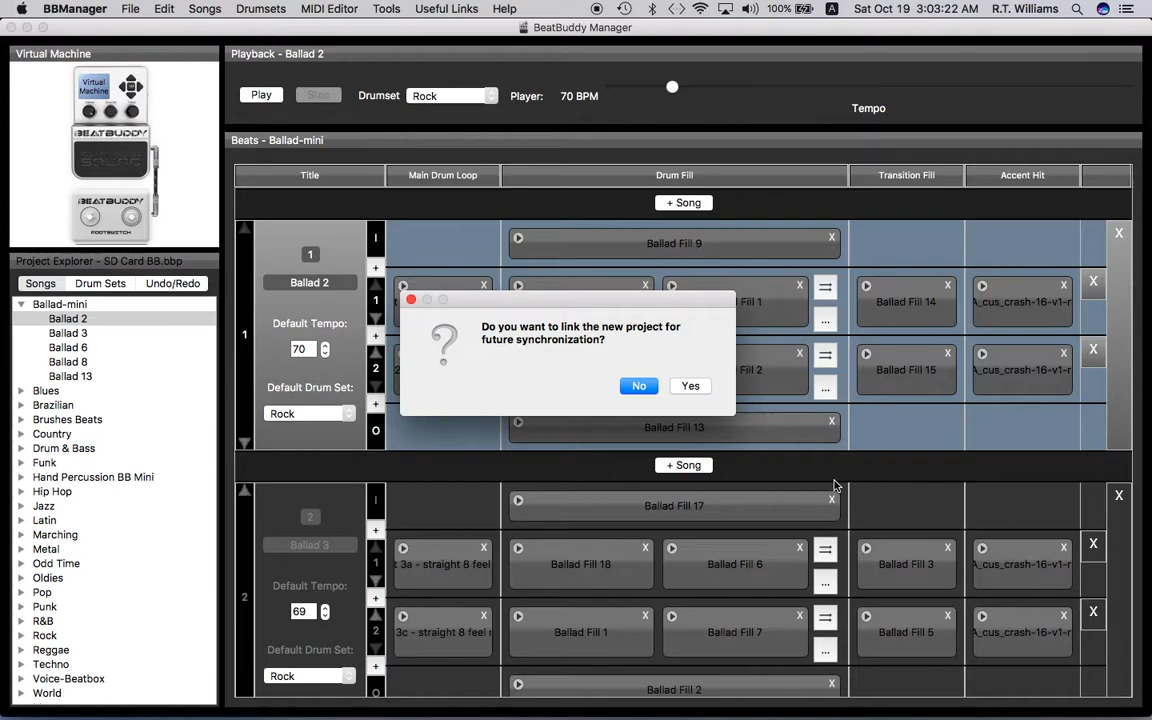 BBManager File Edit Songs Drumsets MIDI Editor Tools Useful Links Help 100% A Sat Oct 19 3:03:22 PM R.T. Williams
BeatBuddy Manager
Virtual Machine
Playback - Ballad 2
Virtual
Machine
BEATBUDDY
BEATBUDDY
FOOTSWITCH
Play Stop Drumset Rock Player: 70 BPM
Tempo
Beats - Ballad-mini
Title Main Drum Loop Drum Fill Transition Fill Accent Hit
+ Song
1 I Ballad Fill 9 X X
1 Ballad 2 +
Default Tempo: 1 X X Fill 1 X Ballad Fill 14 X A_cus_crash-16-v1-r X X
70 + ...
Default Drum Set: 2 2 Fill 2 X Ballad Fill 15 X A_cus_crash-16-v1-r X X
Rock + ...
O Ballad Fill 13 X
+ Song
2 I Ballad Fill 17 X X
2 Ballad 3 +
Default Tempo: 1 t 3a - straight 8 feel X Ballad Fill 18 X Ballad Fill 6 X Ballad Fill 3 X A_cus_crash-16-v1-r X X
69 + ...
Default Drum Set: 2 3c - straight 8 feel X Ballad Fill 1 X Ballad Fill 7 X Ballad Fill 5 X A_cus_crash-16-v1-r X X
Rock + ...
O Ballad Fill 2 X
Do you want to link the new project for
future synchronization?
No Yes
Project Explorer - SD Card BB.bbp
Songs Drum Sets Undo/Redo
Ballad-mini
Ballad 2
Ballad 3
Ballad 6
Ballad 8
Ballad 13
Blues
Brazilian
Brushes Beats
Country
Drum & Bass
Funk
Hand Percussion BB Mini
Hip Hop
Jazz
Latin
Marching
Metal
Odd Time
Oldies
Pop
Punk
R&B
Rock
Reggae
Techno
Voice-Beatbox
World